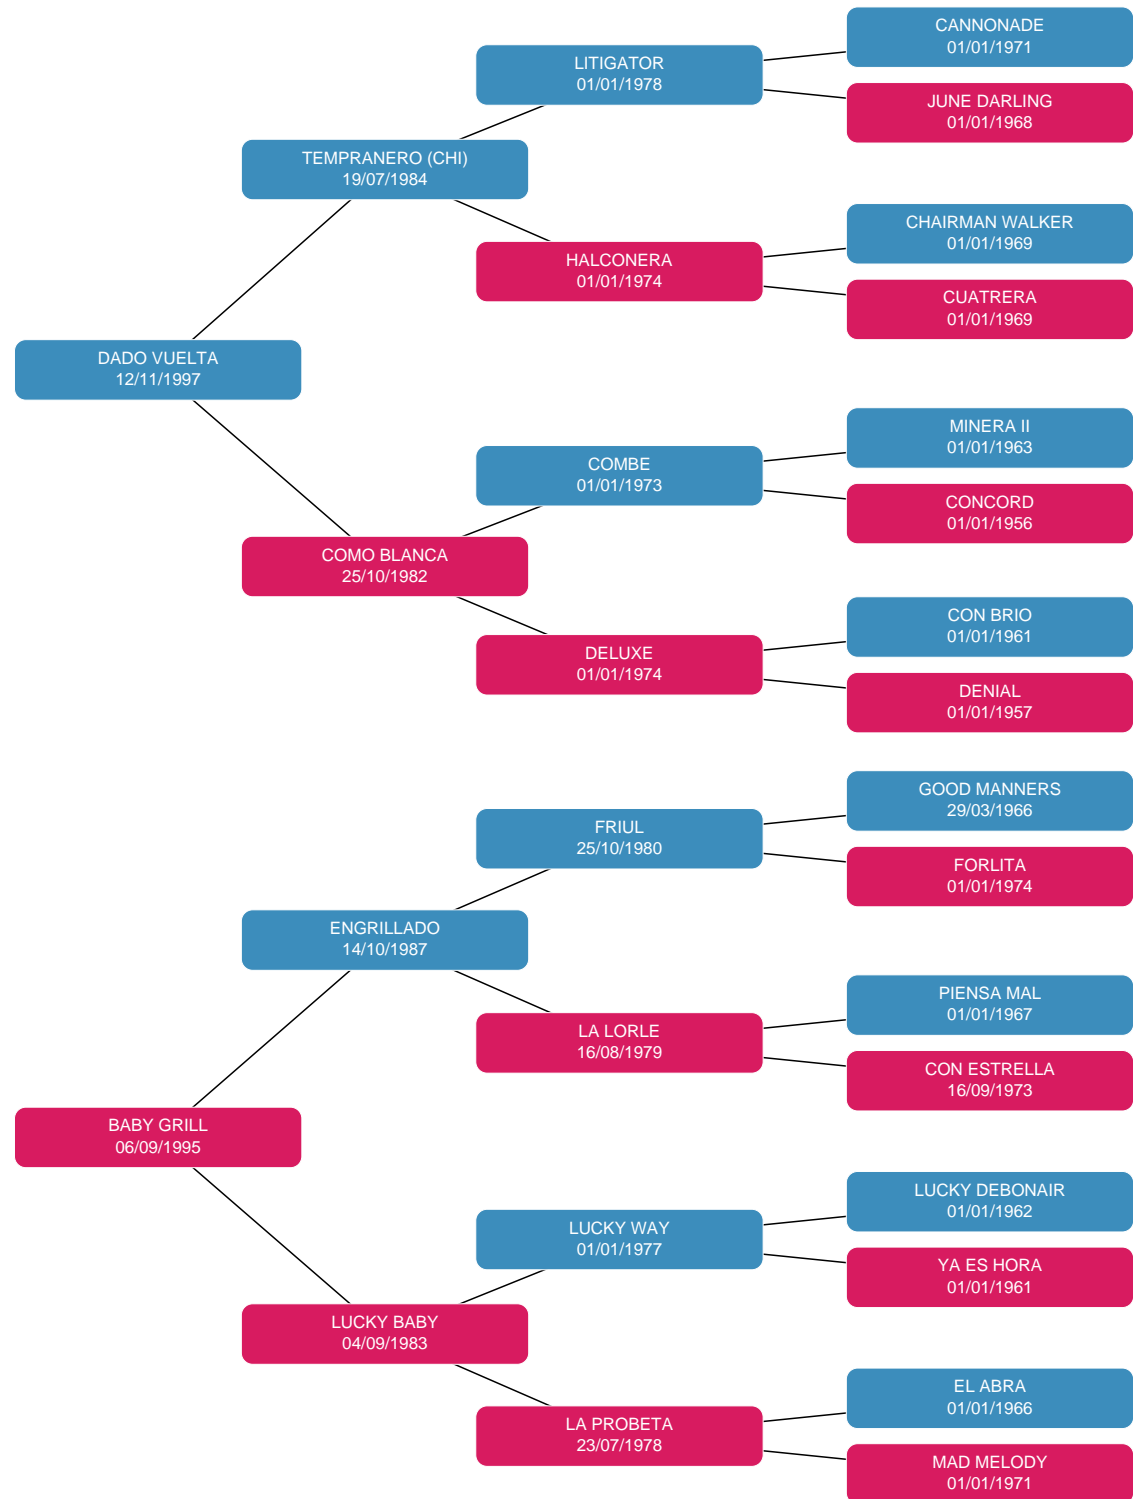 CANNONADE
01/01/1971
LITIGATOR
01/01/1978
JUNE DARLING
01/01/1968
TEMPRANERO (CHI)
19/07/1984
CHAIRMAN WALKER
01/01/1969
HALCONERA
01/01/1974
CUATRERA
01/01/1969
DADO VUELTA
12/11/1997
MINERA II
01/01/1963
COMBE
01/01/1973
CONCORD
01/01/1956
COMO BLANCA
25/10/1982
CON BRIO
01/01/1961
DELUXE
01/01/1974
DENIAL
01/01/1957
GOOD MANNERS
29/03/1966
FRIUL
25/10/1980
FORLITA
01/01/1974
ENGRILLADO
14/10/1987
PIENSA MAL
01/01/1967
LA LORLE
16/08/1979
CON ESTRELLA
16/09/1973
BABY GRILL
06/09/1995
LUCKY DEBONAIR
01/01/1962
LUCKY WAY
01/01/1977
YA ES HORA
01/01/1961
LUCKY BABY
04/09/1983
EL ABRA
01/01/1966
LA PROBETA
23/07/1978
MAD MELODY
01/01/1971